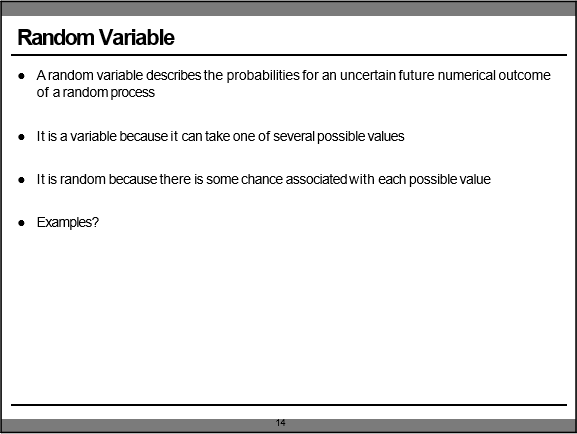 Random Variable
● A random variable describes the probabilities for an uncertain future numerical outcome
of a random process
● It is a variable because it can take one of several possible values
● It is random because there is some chance associated with each possible value
● Examples?
14